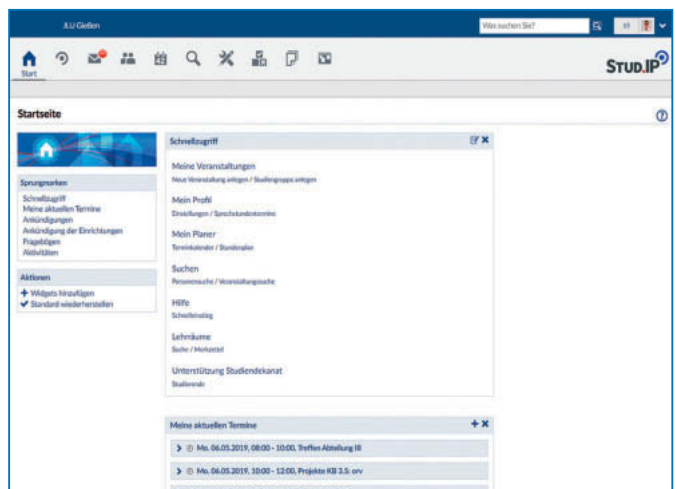 JLU Gießen
Was suchen Sie?
Start
STUD.IP
Startseite
Schnellzugriff
Meine Veranstaltungen
Neue Veranstaltung anlegen / Studiengruppe anlegen
Sprungmarken
Schnellzugriff
Meine aktuellen Termine
Ankündigungen
Ankündigung der Einrichtungen
Fragebögen
Aktivitäten
Mein Profil
Einstellungen / Sprechstundentermine
Mein Planer
Terminkalender / Stundenplan
Suchen
Personensuche / Veranstaltungssuche
Aktionen
Widgets hinzufügen
Standard wiederherstellen
Hilfe
Schnelleinstieg
Lehrräume
Suche / Merkzettel
Unterstützung Studiendekanat
Studierende
Meine aktuellen Termine
Mo. 06.05.2019, 08:00 - 10:00, Treffen Abteilung III
Mo. 06.05.2019, 10:00 - 12:00, Projekte KB 3.5: orv